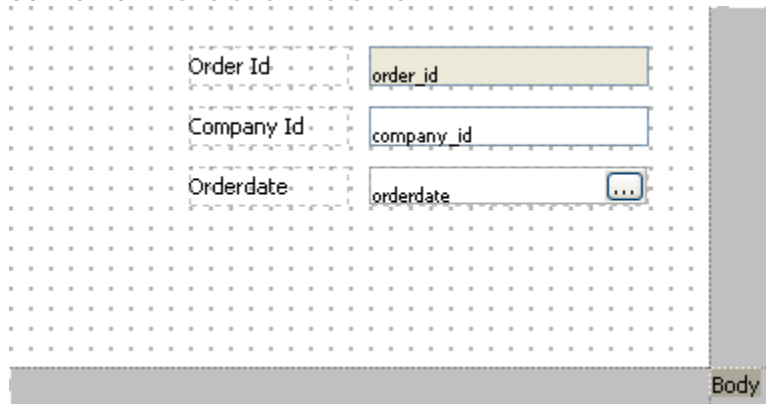 Order Id order_id
Company Id company_id
Orderdate orderdate ...
Body